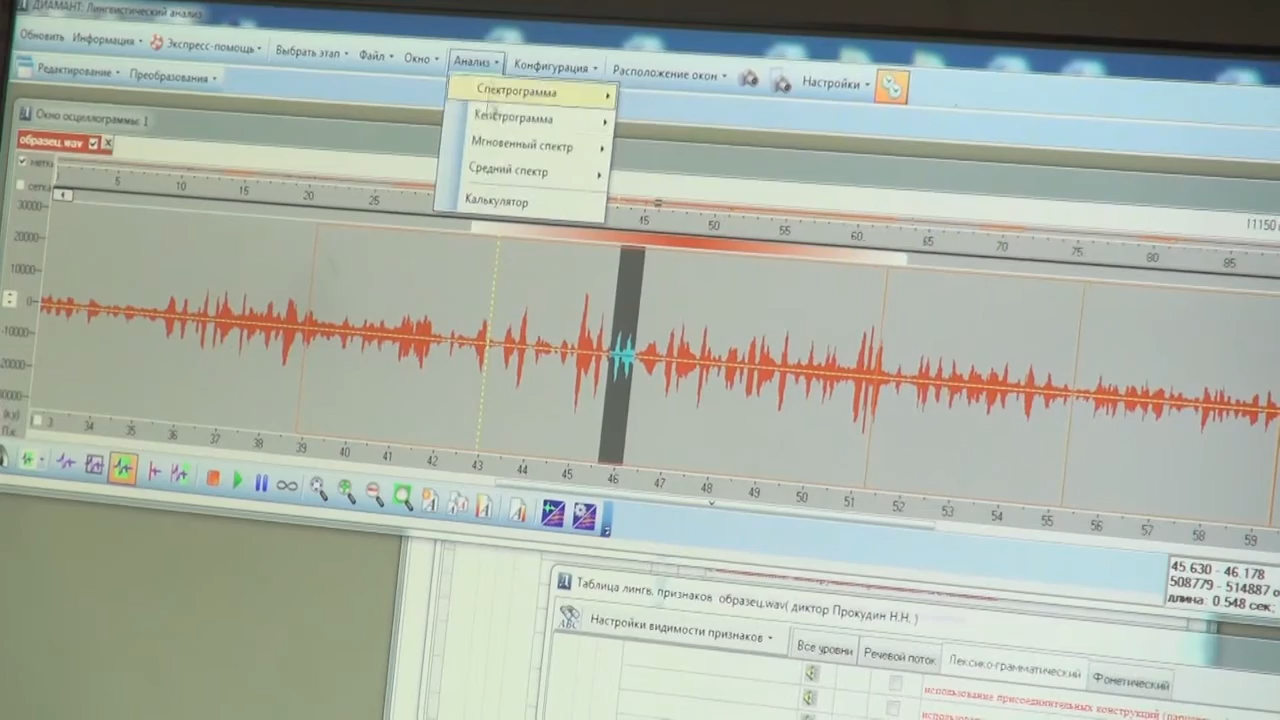 ДИАМАНТ: Лингвистический анализ
Обновить Информация Экспресс-помощь Выбрать этап Файл Окно Анализ Конфигурация Расположение окон Настройки
Редактирование Преобразования
Спектрограмма
Кепстрограмма
Мгновенный спектр
Средний спектр
Калькулятор
Окно осциллограммы: 1
образец.wav
метки
5 10 15 20 25 45 50 55 60 65 70 75 80 85
сетка
11150
30000
20000
10000
0
-10000
34 35 36 37 38 39 40 41 42 43 44 45 46 47 48 49 50 51 52 53 54 55 56 57 58 59
45.630 - 46.178
508779 - 514887
длина: 0.548 сек;
Таблица лингв. признаков образец.wav( диктор Прокудин Н.Н. )
Настройки видимости признаков
Все уровни Речевой поток Лексико-грамматический Фонетический
использование присоединительных конструкций
использование